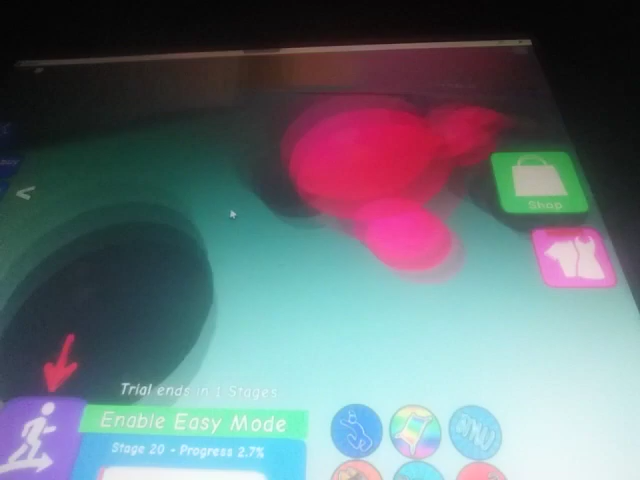 Shop
Trial ends in 1 Stages
Enable Easy Mode
Stage 20 - Progress 2.7%